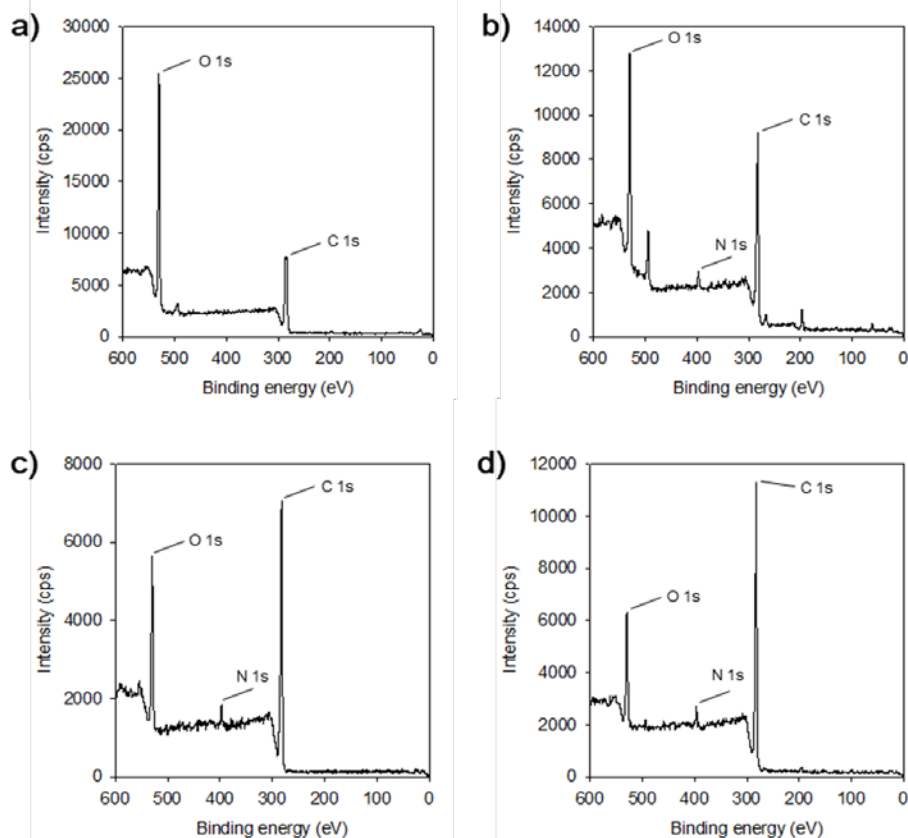 a)
30000
25000
20000
15000
10000
5000
0
Intensity (cps)
O 1s
C 1s
600 500 400 300 200 100 0
Binding energy (eV)
b)
14000
12000
10000
8000
6000
4000
2000
0
Intensity (cps)
O 1s
C 1s
N 1s
600 500 400 300 200 100 0
Binding energy (eV)
c)
8000
6000
4000
2000
0
Intensity (cps)
C 1s
O 1s
N 1s
600 500 400 300 200 100 0
Binding energy (eV)
d)
12000
10000
8000
6000
4000
2000
0
Intensity (cps)
C 1s
O 1s
N 1s
600 500 400 300 200 100 0
Binding energy (eV)